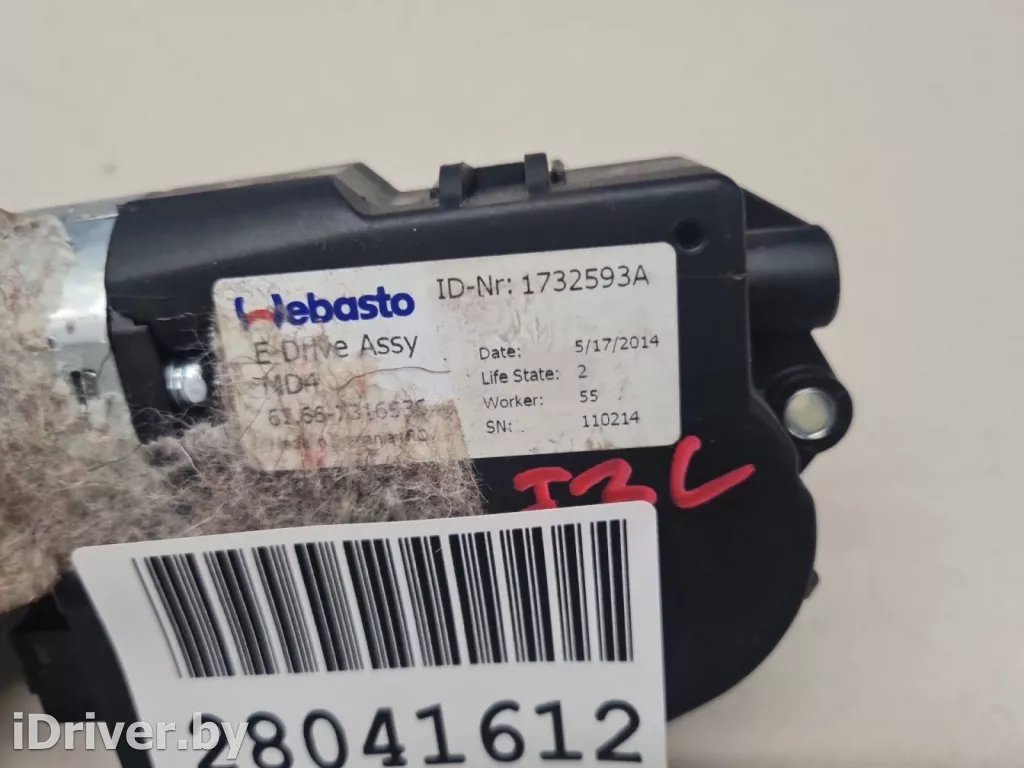 Webasto
ID-Nr: 1732593A
E-Drive Assy
MD4
Date: 5/17/2014
Life State: 2
Worker: 55
SN: 110214
28041612
iDriver.by